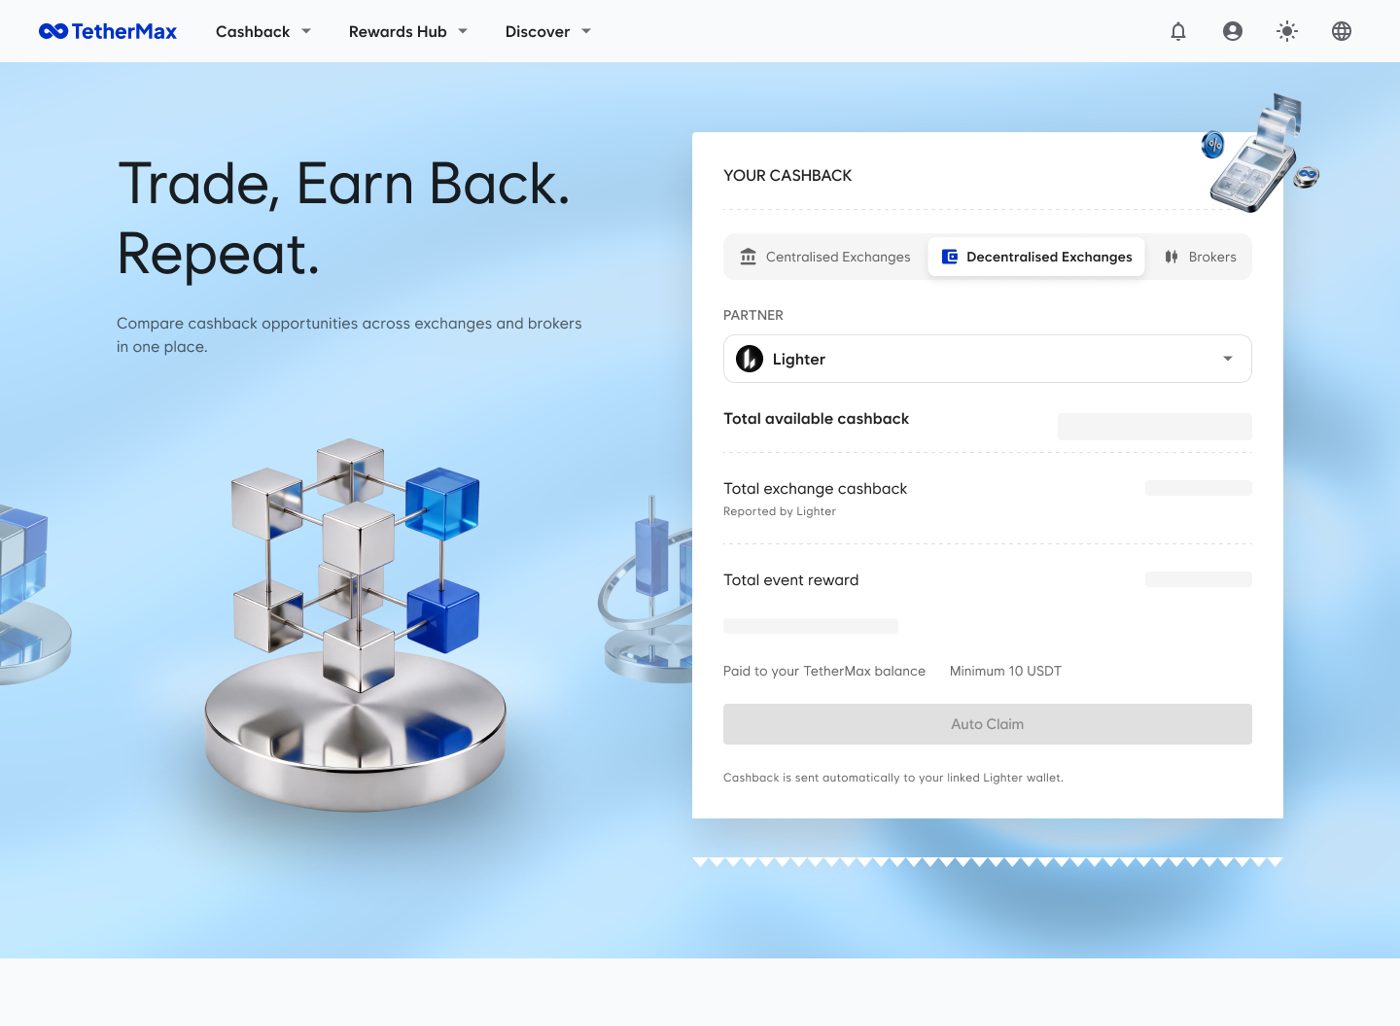 TetherMax
Cashback
Rewards Hub
Discover
Trade, Earn Back.
Repeat.
Compare cashback opportunities across exchanges and brokers
in one place.
YOUR CASHBACK
Centralised Exchanges
Decentralised Exchanges
Brokers
PARTNER
Lighter
Total available cashback
Total exchange cashback
Reported by Lighter
Total event reward
Paid to your TetherMax balance
Minimum 10 USDT
Auto Claim
Cashback is sent automatically to your linked Lighter wallet.